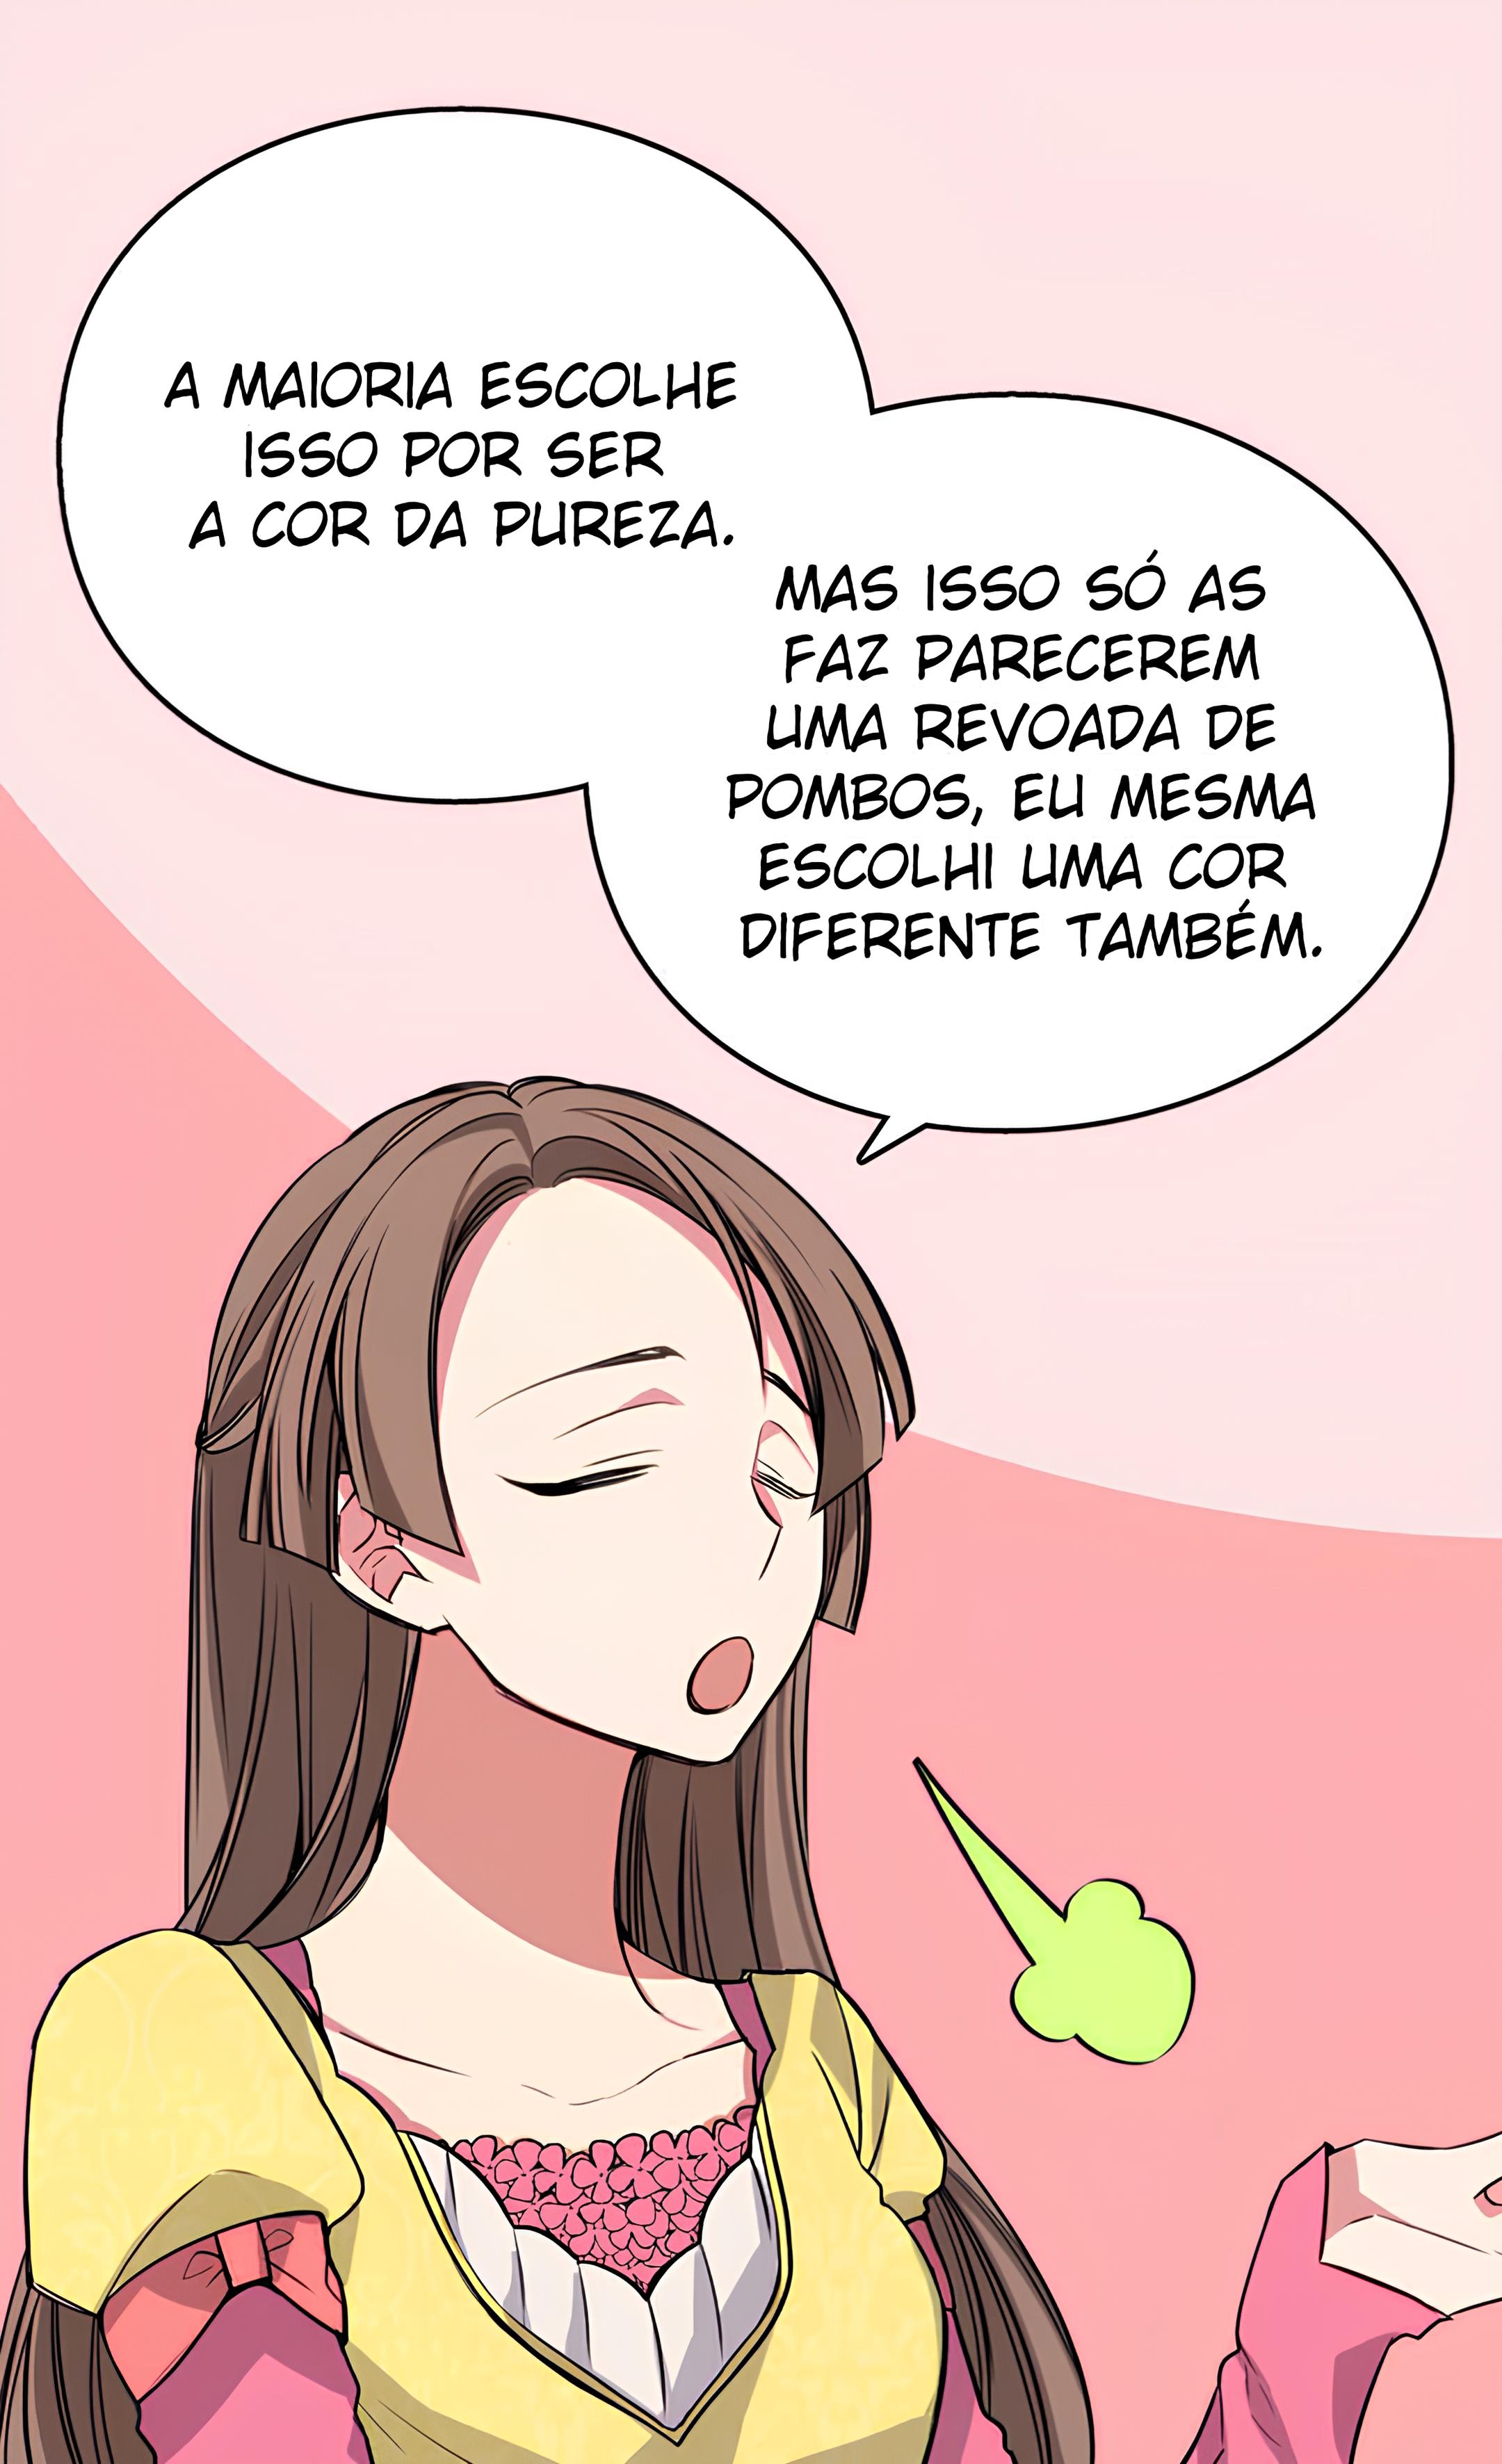 A MAIORIA ESCOLHE
ISSO POR SER
A COR DA PUREZA.
MAS ISSO SÓ AS
FAZ PARECEREM
UMA REVOADA DE
POMBOS, EU MESMA
ESCOLHI UMA COR
DIFERENTE TAMBÉM.